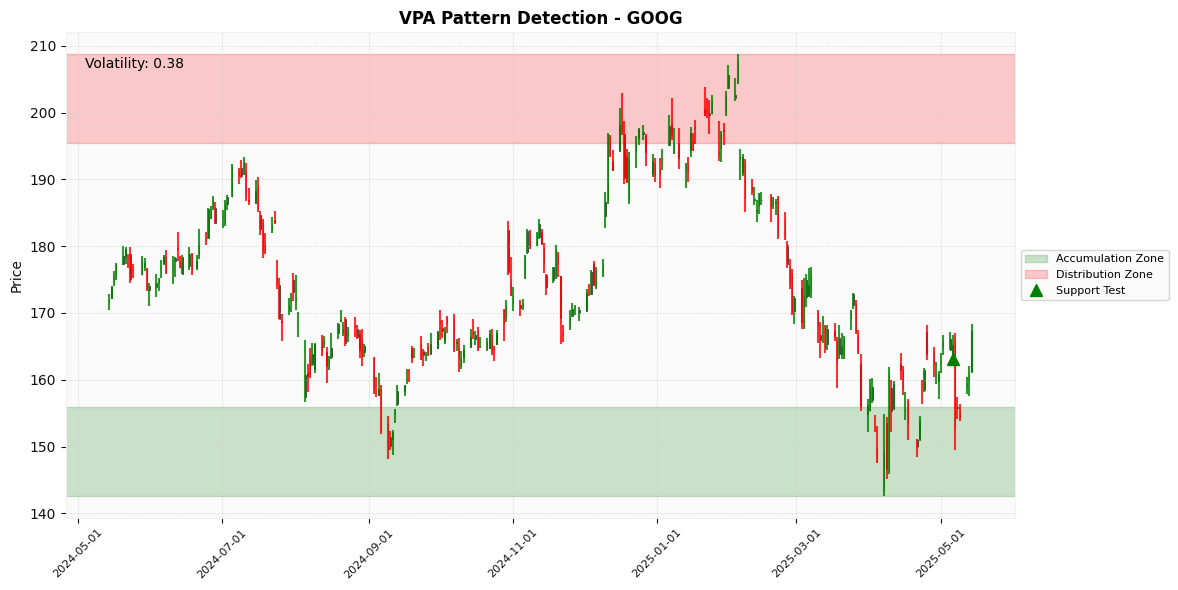 VPA Pattern Detection - GOOG
Volatility: 0.38
210
200
190
180
170
160
150
140
Price
2024-05-01
2024-07-01
2024-09-01
2024-11-01
2025-01-01
2025-03-01
2025-05-01
Accumulation Zone
Distribution Zone
Support Test